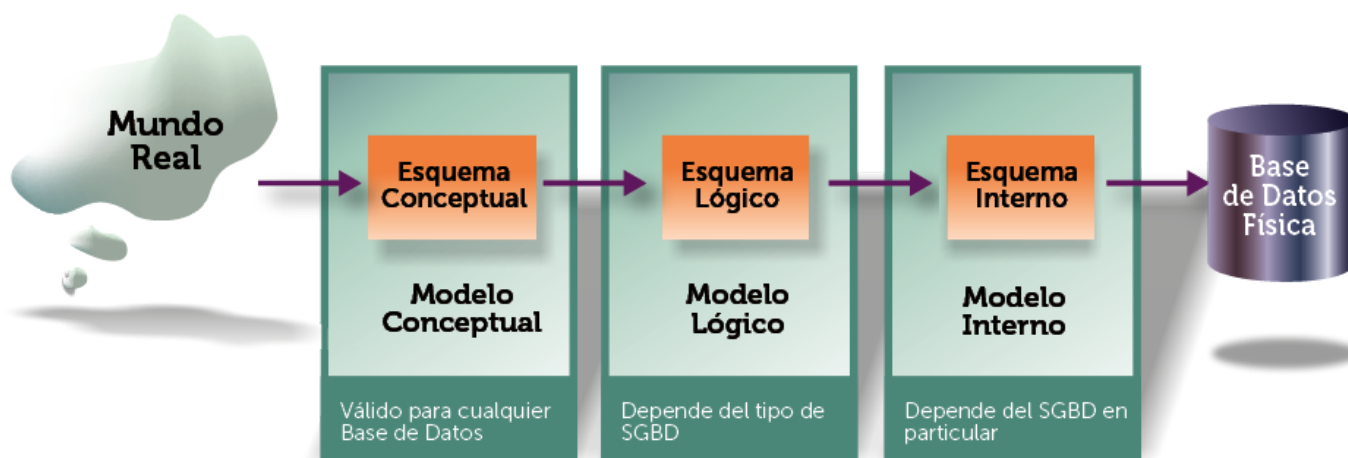 Mundo
Real
Esquema
Conceptual
Modelo
Conceptual
Válido para cualquier
Base de Datos
Esquema
Lógico
Modelo
Lógico
Depende del tipo de
SGBD
Esquema
Interno
Modelo
Interno
Depende del SGBD en
particular
Base
de Datos
Física